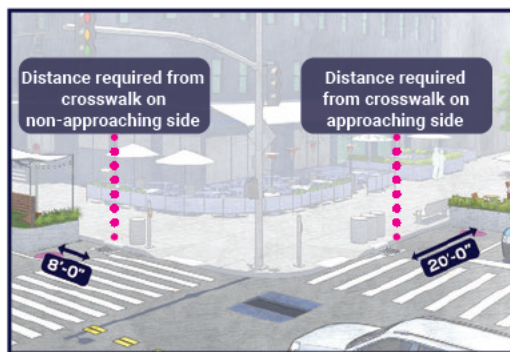 Distance required from
crosswalk on
non-approaching side
Distance required
from crosswalk on
approaching side
8'-0"
20'-0"